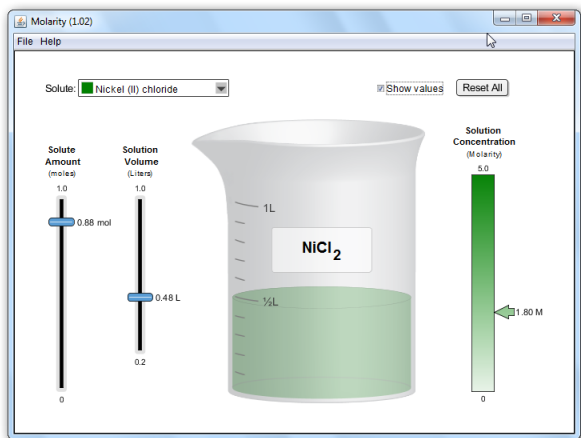 Molarity (1.02)
File Help
Solute: Nickel (II) chloride
Show values
Reset All
Solute
Amount
(moles)
1.0
0.88 mol
0
Solution
Volume
(Liters)
1.0
0.48 L
0.2
1L
NiCl₂
½L
Solution
Concentration
(Molarity)
5.0
1.80 M
0